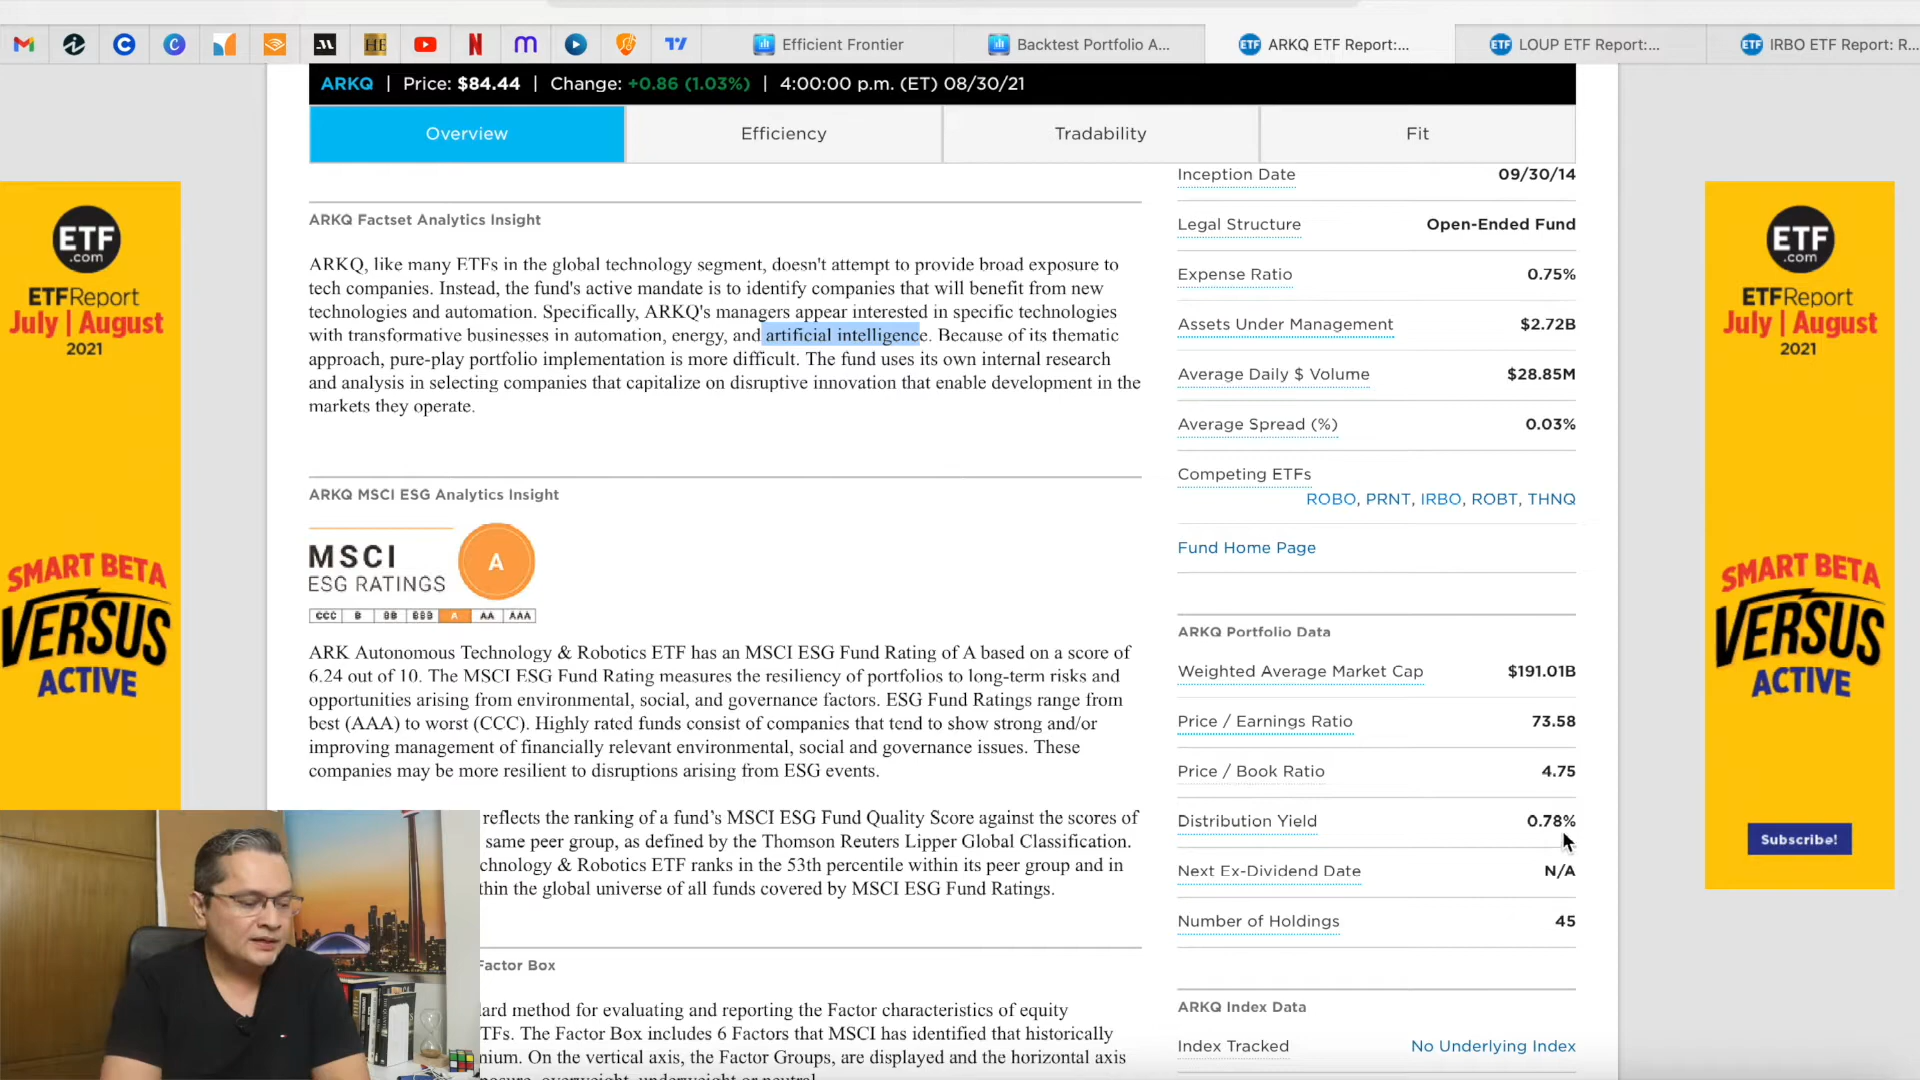 Efficient Frontier
Backtest Portfolio A...
ETF ARKQ ETF Report:...
ETF LOUP ETF Report:...
ETF IRBO ETF Report: R...
HE
N
ARKQ | Price: $84.44 | Change: +0.86 (1.03%) | 4:00:00 p.m. (ET) 08/30/21
Overview
Efficiency
Tradability
Fit
ARKQ Factset Analytics Insight
ARKQ, like many ETFs in the global technology segment, doesn't attempt to provide broad exposure to
tech companies. Instead, the fund's active mandate is to identify companies that will benefit from new
technologies and automation. Specifically, ARKQ's managers appear interested in specific technologies
with transformative businesses in automation, energy, and artificial intelligence. Because of its thematic
approach, pure-play portfolio implementation is more difficult. The fund uses its own internal research
and analysis in selecting companies that capitalize on disruptive innovation that enable development in the
markets they operate.
ARKQ MSCI ESG Analytics Insight
MSCI
ESG RATINGS
A
CCC B BB BBB A AA AAA
ARK Autonomous Technology & Robotics ETF has an MSCI ESG Fund Rating of A based on a score of
6.24 out of 10. The MSCI ESG Fund Rating measures the resiliency of portfolios to long-term risks and
opportunities arising from environmental, social, and governance factors. ESG Fund Ratings range from
best (AAA) to worst (CCC). Highly rated funds consist of companies that tend to show strong and/or
improving management of financially relevant environmental, social and governance issues. These
companies may be more resilient to disruptions arising from ESG events.
reflects the ranking of a fund's MSCI ESG Fund Quality Score against the scores of
same peer group, as defined by the Thomson Reuters Lipper Global Classification.
chnology & Robotics ETF ranks in the 53th percentile within its peer group and in
thin the global universe of all funds covered by MSCI ESG Fund Ratings.
Factor Box
lard method for evaluating and reporting the Factor characteristics of equity
TFs. The Factor Box includes 6 Factors that MSCI has identified that historically
nium. On the vertical axis, the Factor Groups, are displayed and the horizontal axis
posure, overweight, underweight or neutral.
Inception Date 09/30/14
Legal Structure Open-Ended Fund
Expense Ratio 0.75%
Assets Under Management $2.72B
Average Daily $ Volume $28.85M
Average Spread (%) 0.03%
Competing ETFs
ROBO, PRNT, IRBO, ROBT, THNQ
Fund Home Page
ARKQ Portfolio Data
Weighted Average Market Cap $191.01B
Price / Earnings Ratio 73.58
Price / Book Ratio 4.75
Distribution Yield 0.78%
Next Ex-Dividend Date N/A
Number of Holdings 45
ARKQ Index Data
Index Tracked No Underlying Index
ETF
.com
ETFReport
July | August
2021
SMART BETA
VERSUS
ACTIVE
ETF
.com
ETFReport
July | August
2021
SMART BETA
VERSUS
ACTIVE
Subscribe!